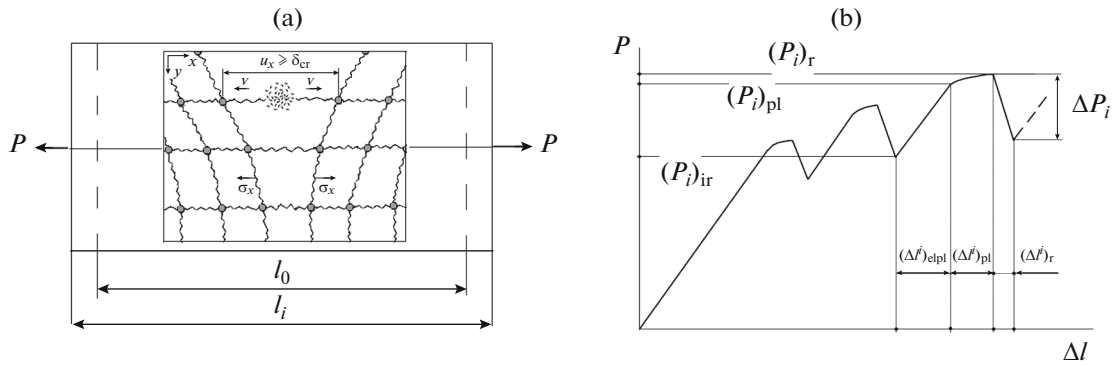 (a)
x
y
u_x ⩾ δ_cr
v v
P P
σ_x σ_x
l_0
l_i
(b)
P
(P_i)_r
(P_i)_pl
ΔP_i
(P_i)_ir
(Δl^i)_elpl (Δl^i)_pl (Δl^i)_r
Δl